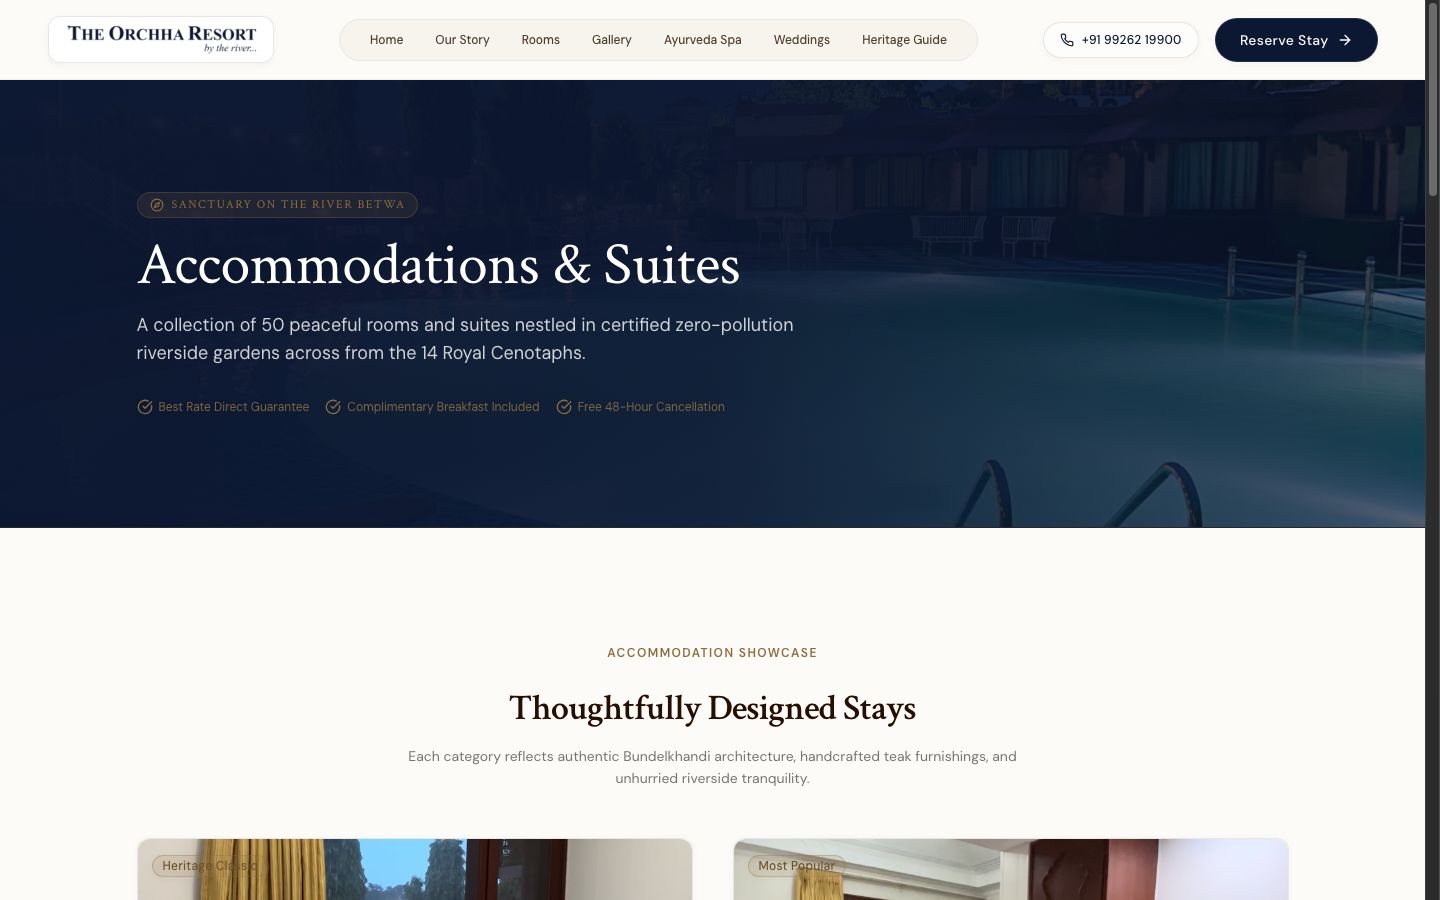 THE ORCHHA RESORT
by the river...
Home
Our Story
Rooms
Gallery
Ayurveda Spa
Weddings
Heritage Guide
+91 99262 19900
Reserve Stay
SANCTUARY ON THE RIVER BETWA
Accommodations & Suites
A collection of 50 peaceful rooms and suites nestled in certified zero-pollution
riverside gardens across from the 14 Royal Cenotaphs.
Best Rate Direct Guarantee
Complimentary Breakfast Included
Free 48-Hour Cancellation
ACCOMMODATION SHOWCASE
Thoughtfully Designed Stays
Each category reflects authentic Bundelkhandi architecture, handcrafted teak furnishings, and
unhurried riverside tranquility.
Heritage Classic
Most Popular